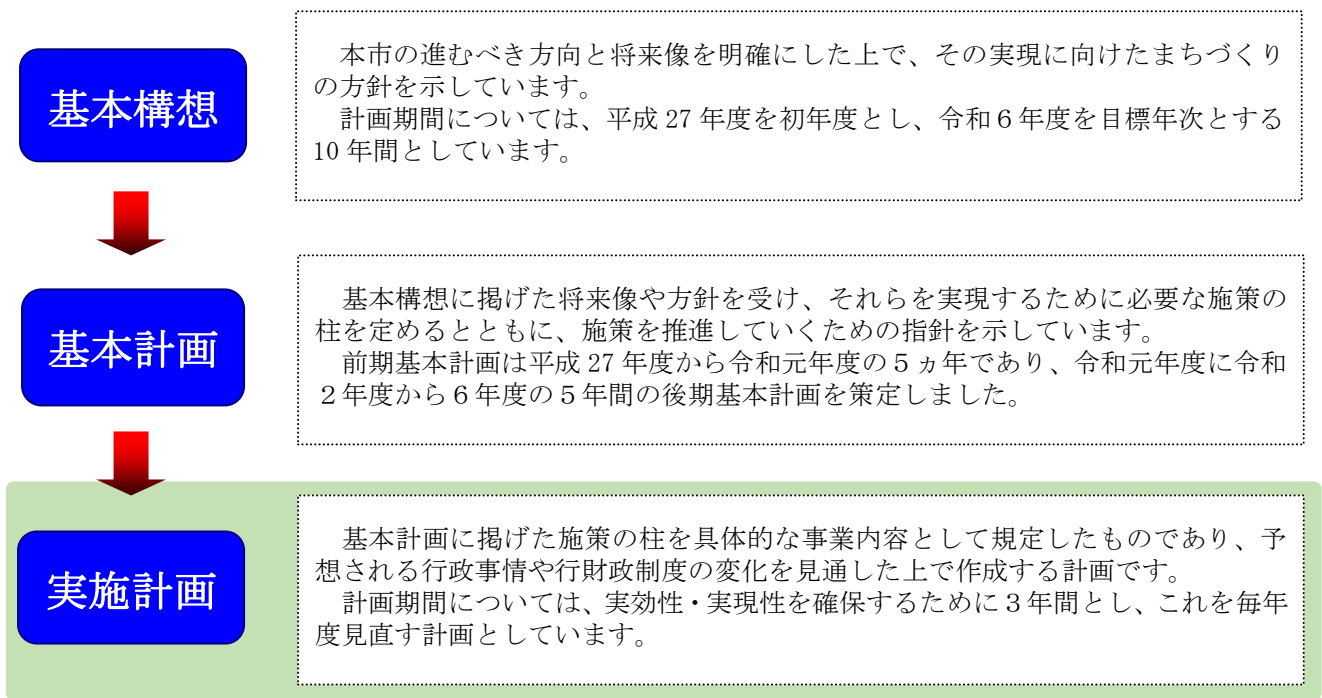 基本構想
本市の進むべき方向と将来像を明確にした上で、その実現に向けたまちづくり
の方針を示しています。
計画期間については、平成 27 年度を初年度とし、令和６年度を目標年次とする
10 年間としています。
基本計画
基本構想に掲げた将来像や方針を受け、それらを実現するために必要な施策の
柱を定めるとともに、施策を推進していくための指針を示しています。
前期基本計画は平成 27 年度から令和元年度の５ヵ年であり、令和元年度に令和
２年度から６年度の５年間の後期基本計画を策定しました。
実施計画
基本計画に掲げた施策の柱を具体的な事業内容として規定したものであり、予
想される行政事情や行財政制度の変化を見通した上で作成する計画です。
計画期間については、実効性・実現性を確保するために３年間とし、これを毎年
度見直す計画としています。